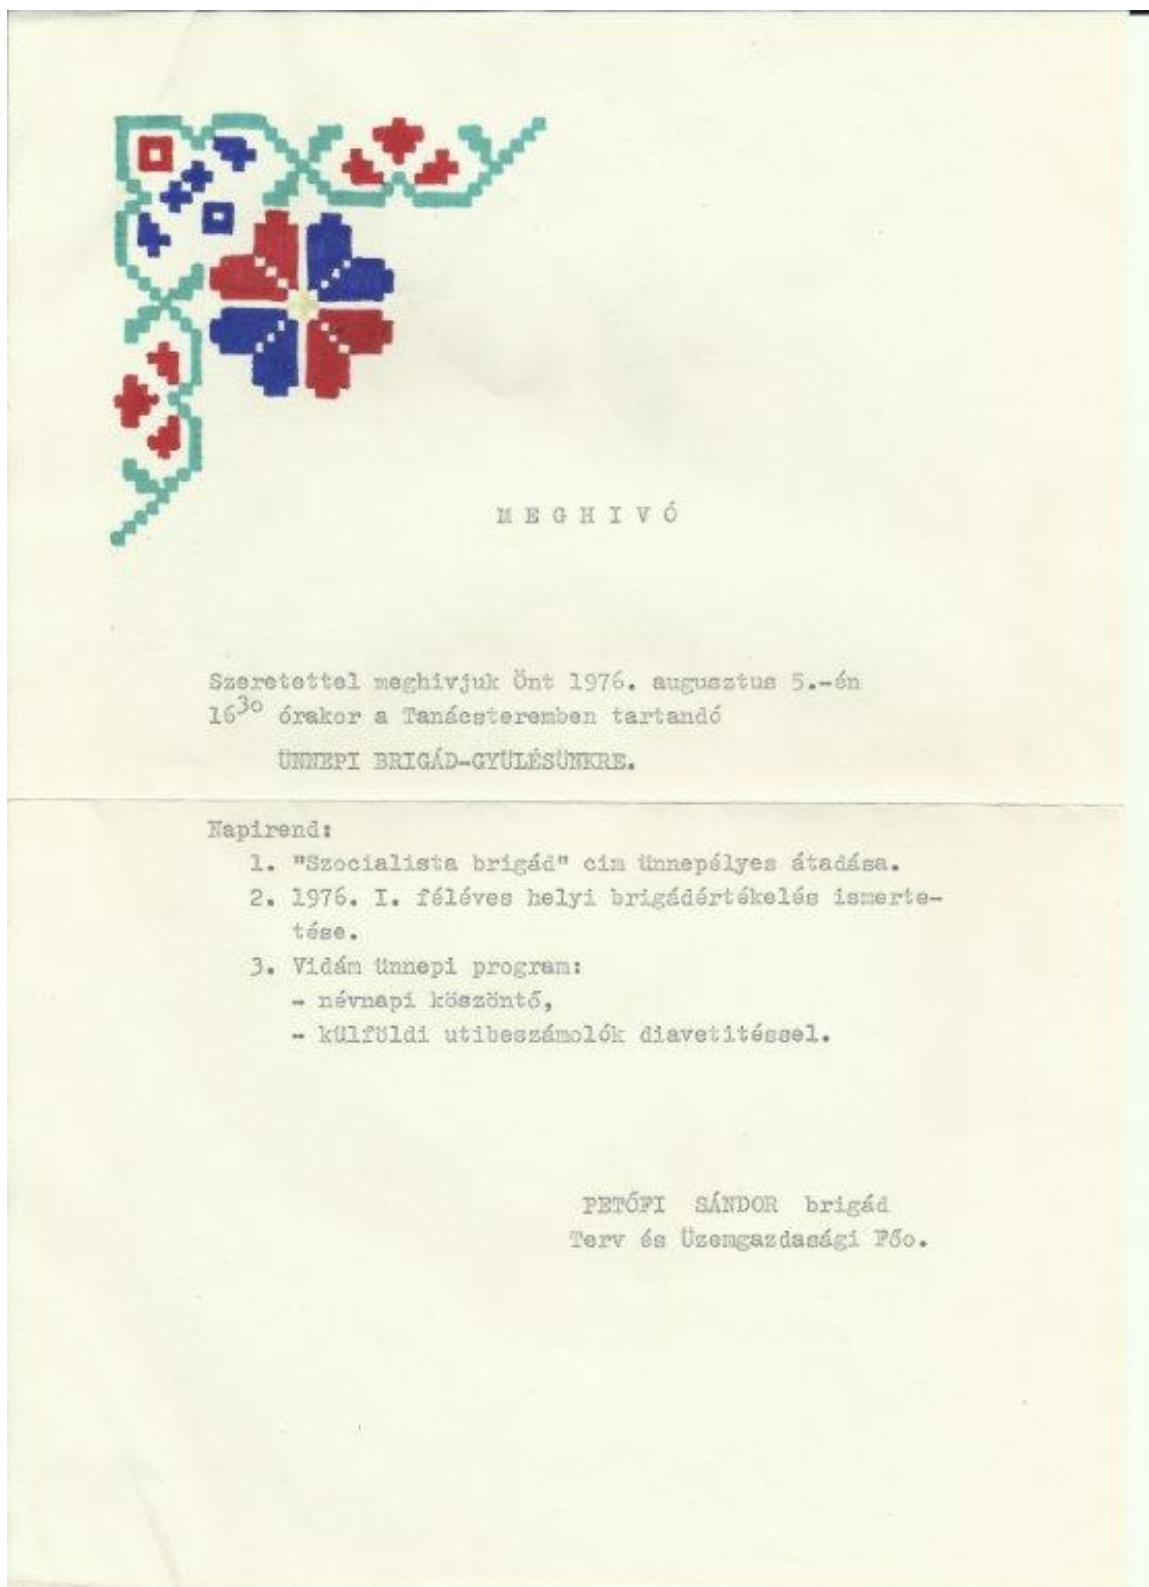 M E G H I V Ó
Szeretettel meghivjuk Önt 1976. augusztus 5.-én
16³⁰ órakor a Tanácsteremben tartandó
ÜNNEPI BRIGÁD-GYÜLÉSÜNKRE.
Napirend:
1. "Szocialista brigád" cim ünnepélyes átadása.
2. 1976. I. féléves helyi brigádértékelés ismerte-
tése.
3. Vidám ünnepi program:
- névnapi köszöntő,
- külföldi utibeszámolók diavetitéssel.
PETŐFI SÁNDOR brigád
Terv és Üzemgazdasági Főo.